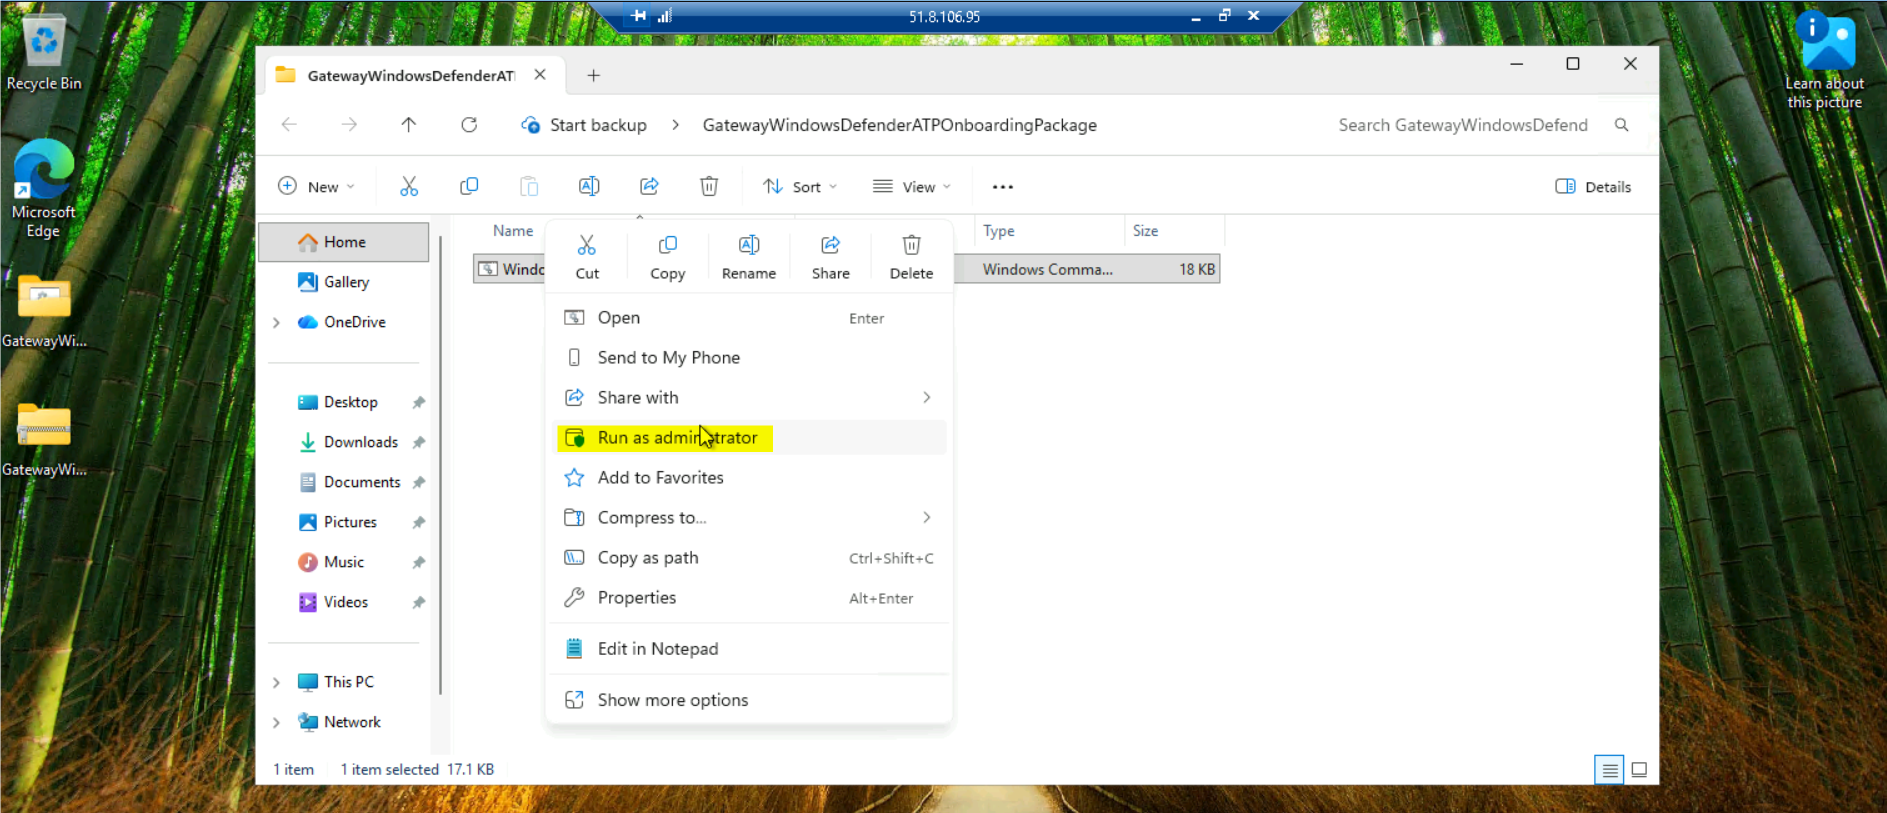 51.8.106.95
Recycle Bin
Microsoft
Edge
GatewayWi...
GatewayWi...
Learn about
this picture
GatewayWindowsDefenderAT
Start backup
GatewayWindowsDefenderATPOnboardingPackage
Search GatewayWindowsDefend
New
Sort
View
Details
Home
Gallery
OneDrive
Desktop
Downloads
Documents
Pictures
Music
Videos
This PC
Network
Name
Type
Size
Windo
Windows Comma...
18 KB
Cut
Copy
Rename
Share
Delete
Open
Enter
Send to My Phone
Share with
Run as administrator
Add to Favorites
Compress to...
Copy as path
Ctrl+Shift+C
Properties
Alt+Enter
Edit in Notepad
Show more options
1 item
1 item selected 17.1 KB